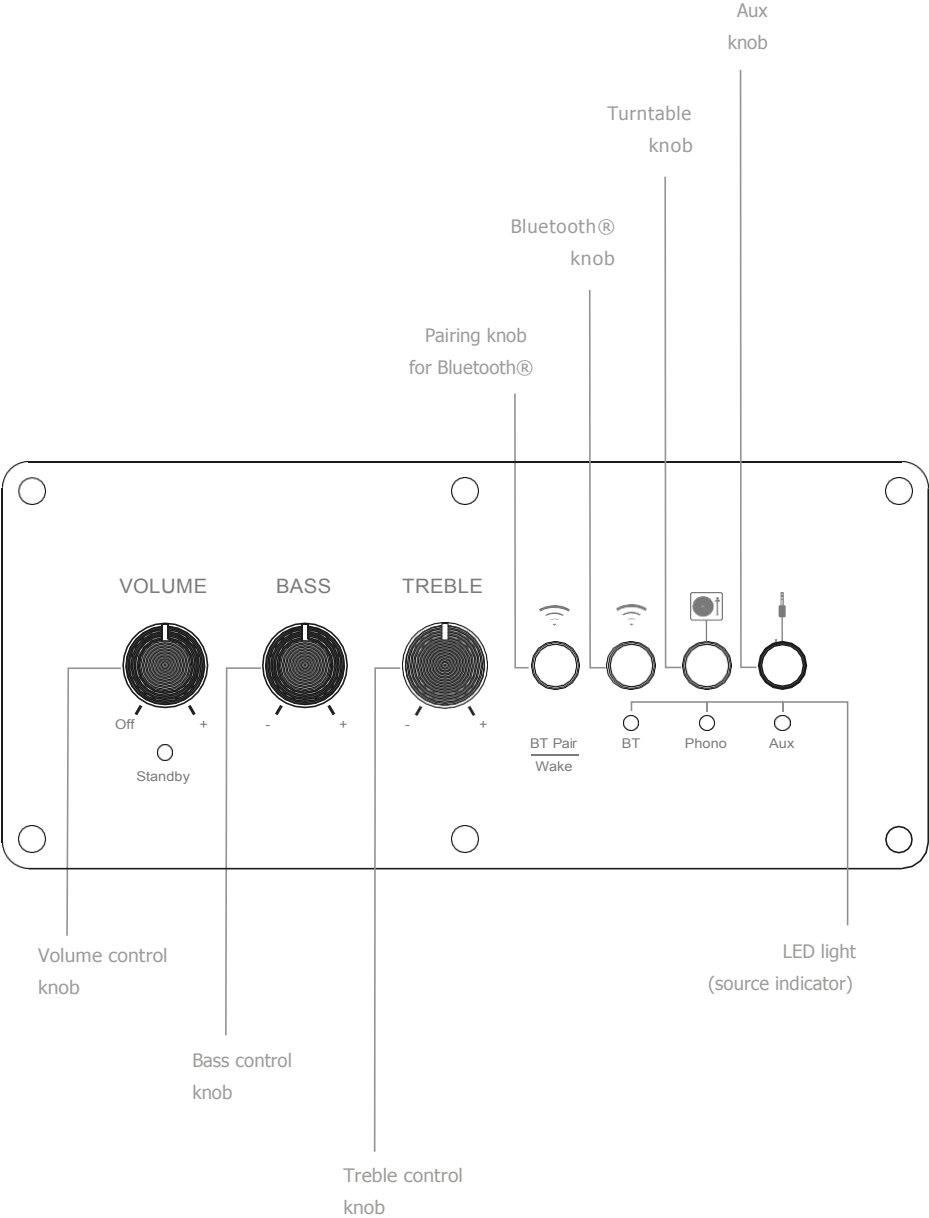 Aux
knob
Turntable
knob
Bluetooth®
knob
Pairing knob
for Bluetooth®
VOLUME
BASS
TREBLE
Off
+
-
+
-
+
Standby
BT Pair
Wake
BT
Phono
Aux
Volume control
knob
LED light
(source indicator)
Bass control
knob
Treble control
knob